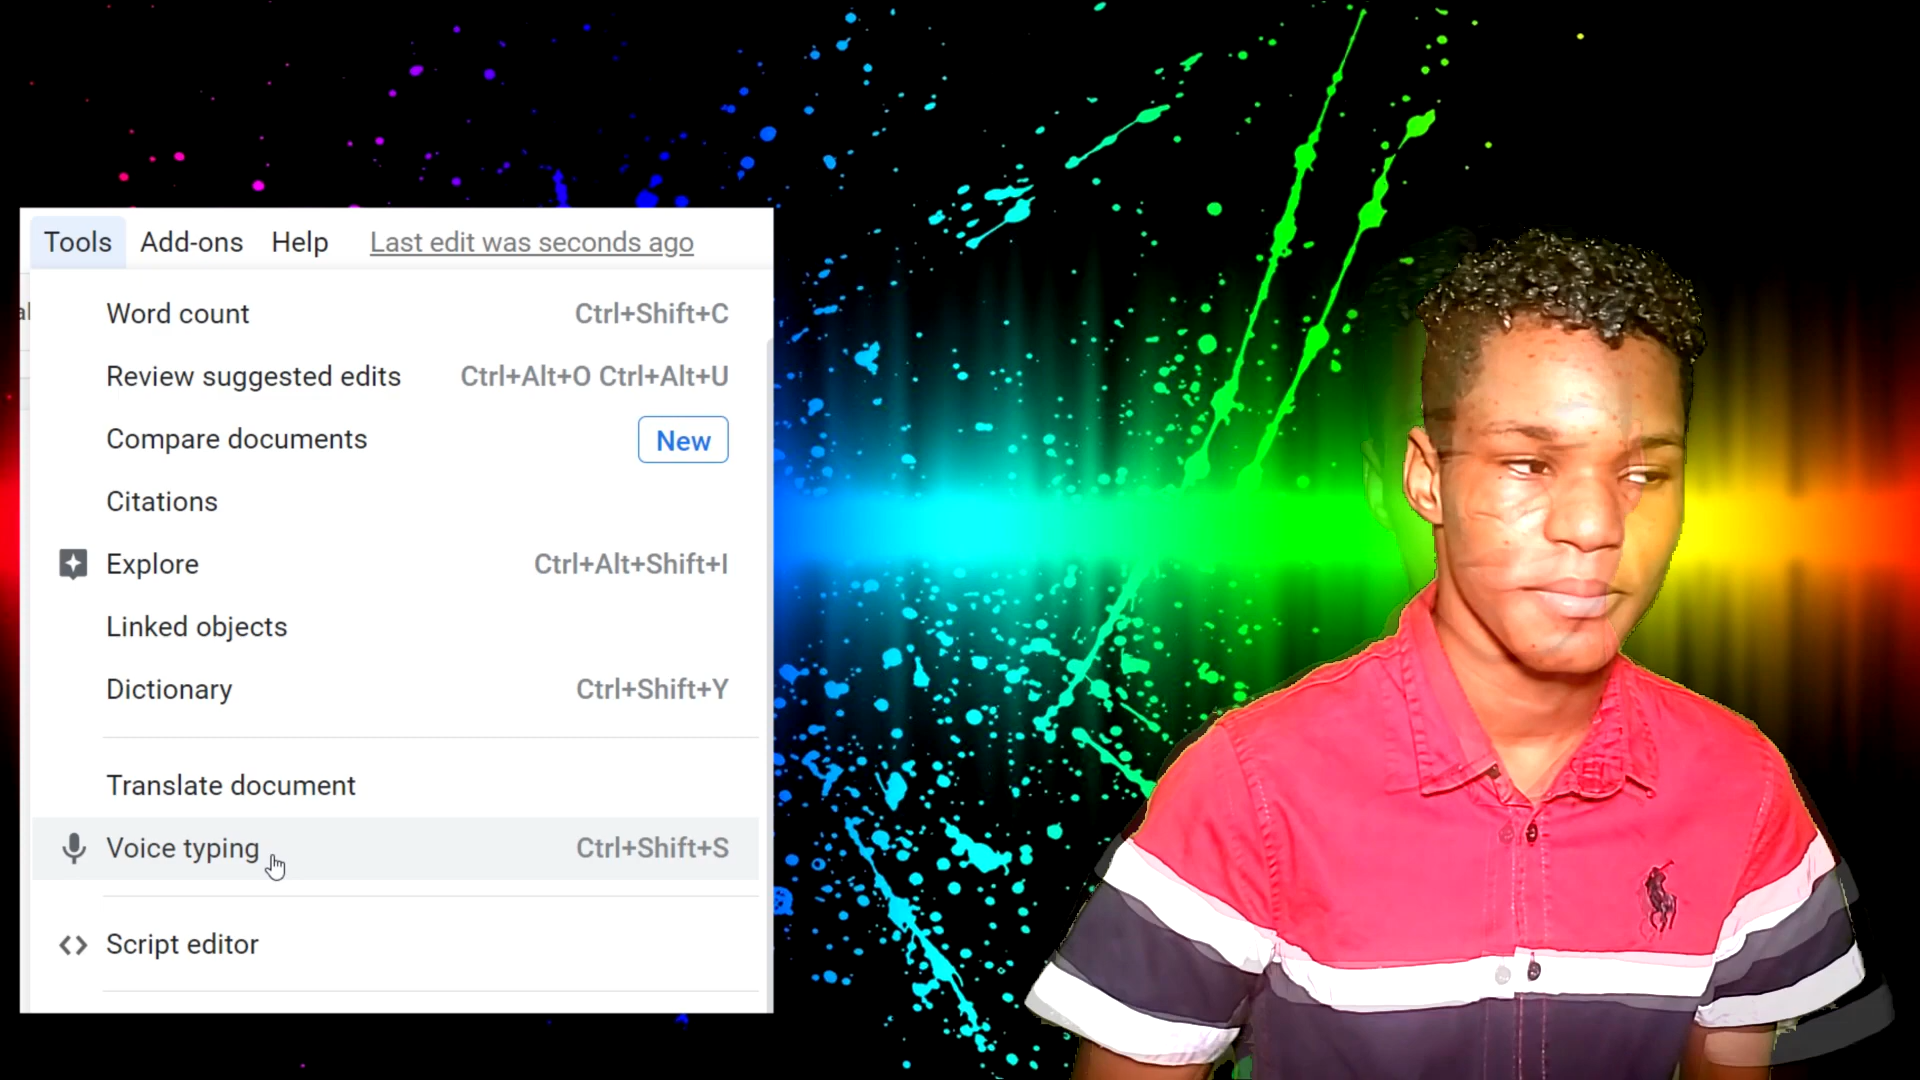 Tools Add-ons Help Last edit was seconds ago
Word count Ctrl+Shift+C
Review suggested edits Ctrl+Alt+O Ctrl+Alt+U
Compare documents New
Citations
Explore Ctrl+Alt+Shift+I
Linked objects
Dictionary Ctrl+Shift+Y
Translate document
Voice typing Ctrl+Shift+S
Script editor